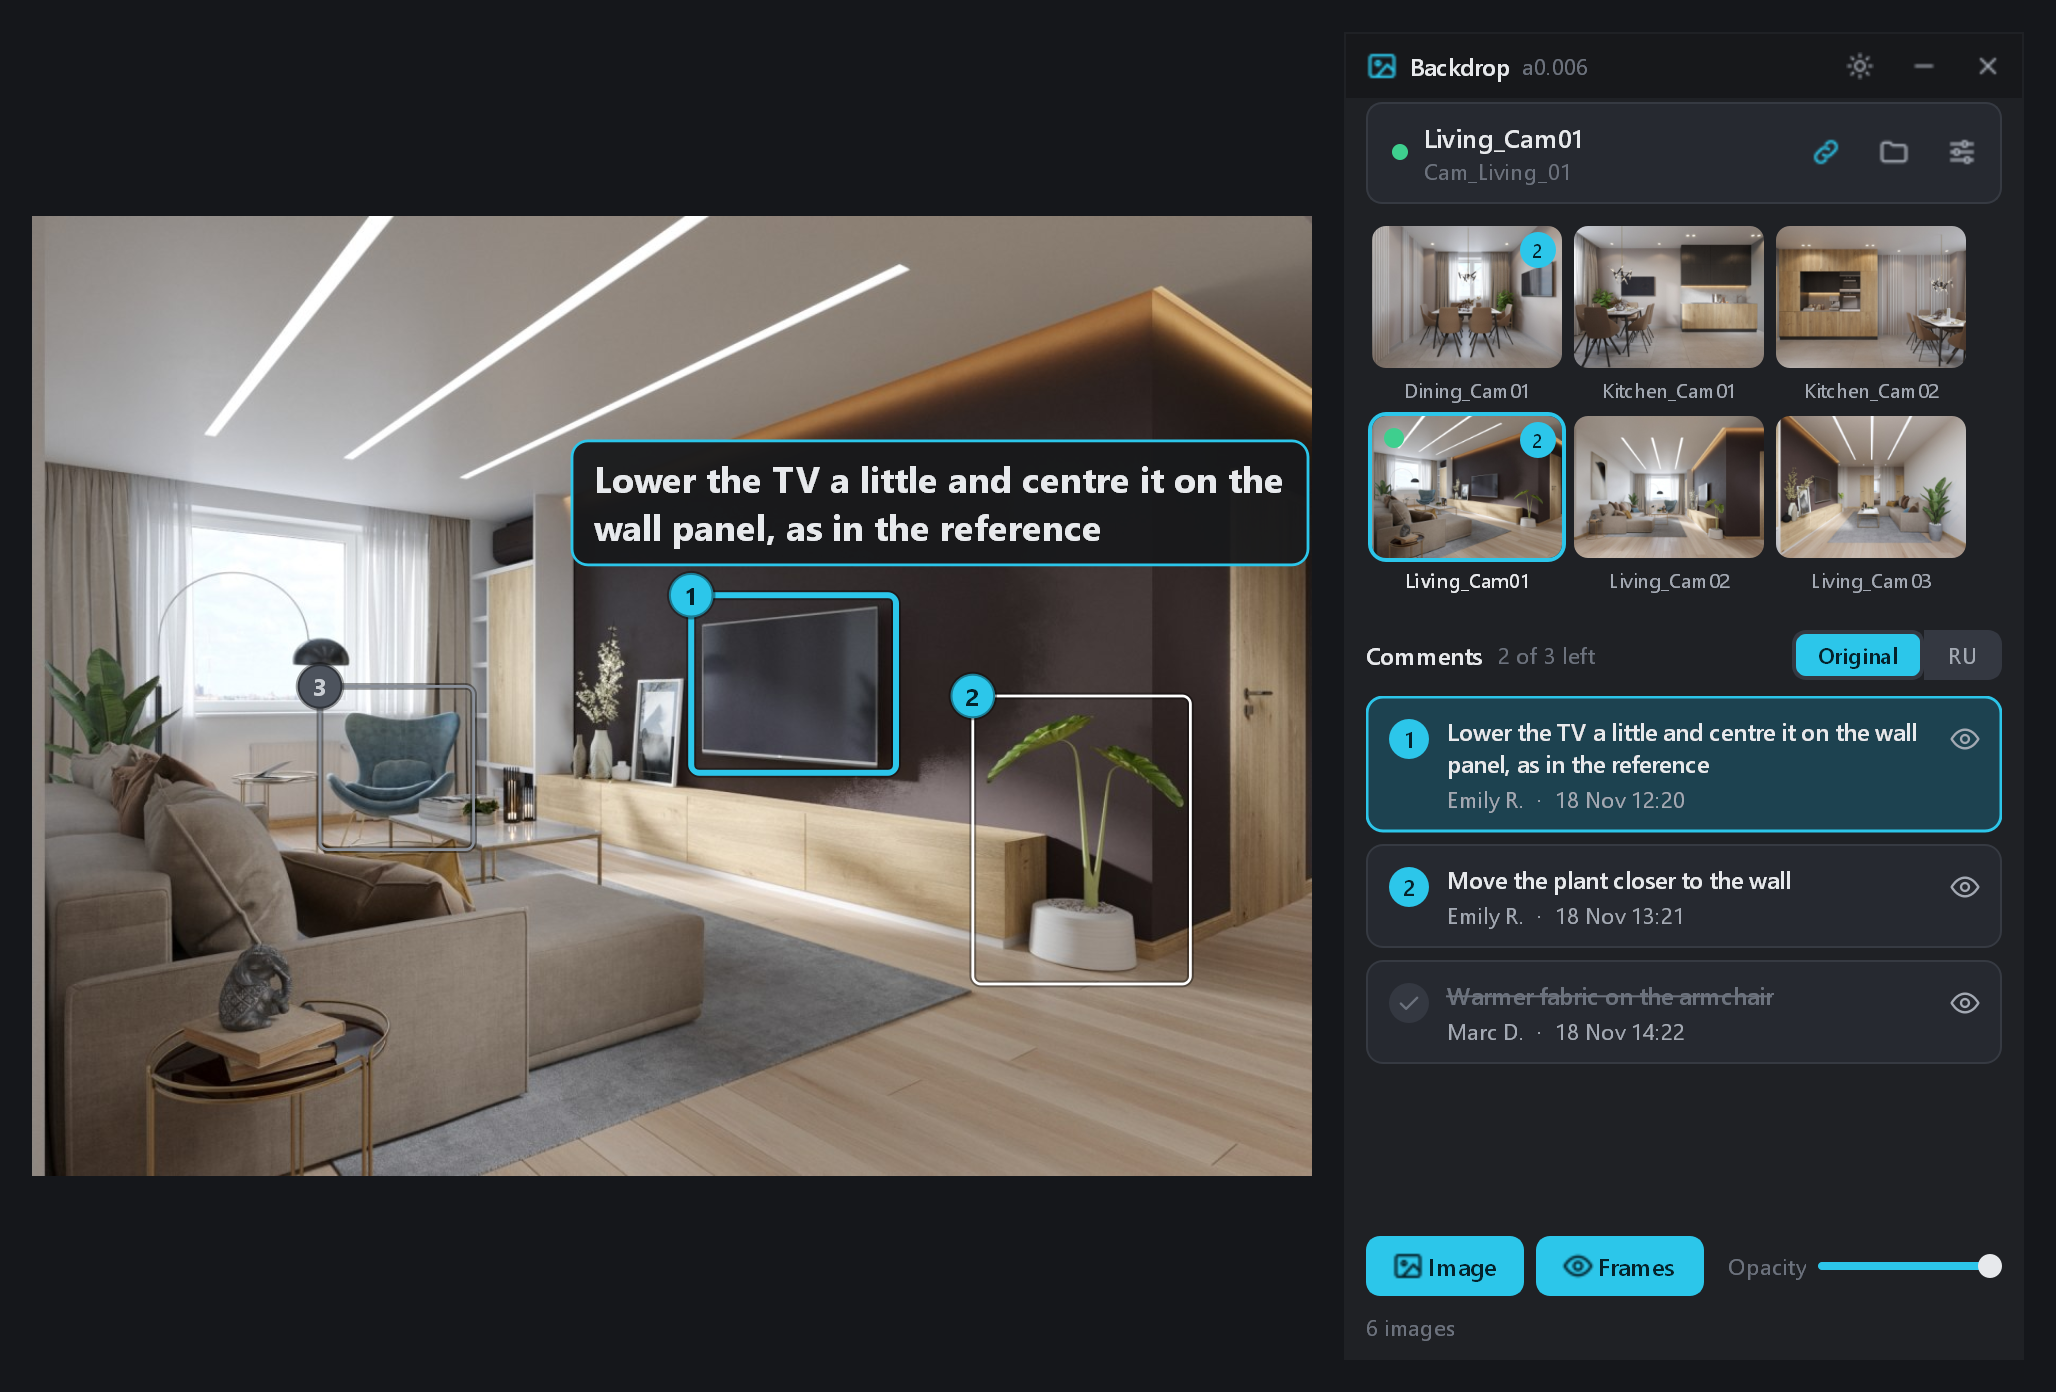 Backdrop a0.006
Living_Cam01
Cam_Living_01
2
Dining_Cam01 Kitchen_Cam01 Kitchen_Cam02
2
Living_Cam01 Living_Cam02 Living_Cam03
Comments 2 of 3 left Original RU
1 Lower the TV a little and centre it on the wall
panel, as in the reference
Emily R. · 18 Nov 12:20
2 Move the plant closer to the wall
Emily R. · 18 Nov 13:21
Warmer fabric on the armchair
Marc D. · 18 Nov 14:22
Image Frames Opacity
6 images
Lower the TV a little and centre it on the
wall panel, as in the reference
1
3
2